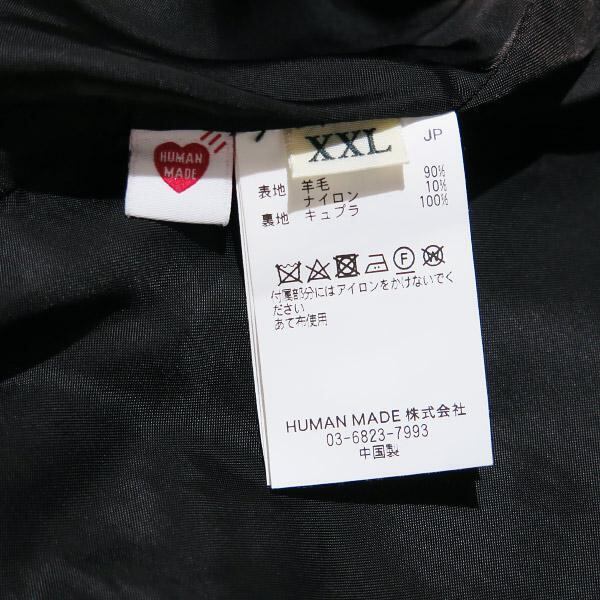 HUMAN
MADE
XXL
JP
表地 羊毛 90%
ナイロン 10%
裏地 キュプラ 100%
F
W
付属部分にはアイロンをかけないでく
ださい
あて布使用
HUMAN MADE 株式会社
03-6823-7993
中国製